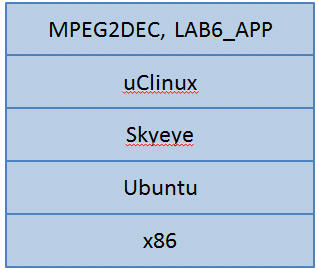 MPEG2DEC, LAB6_APP
uClinux
Skyeye
Ubuntu
x86